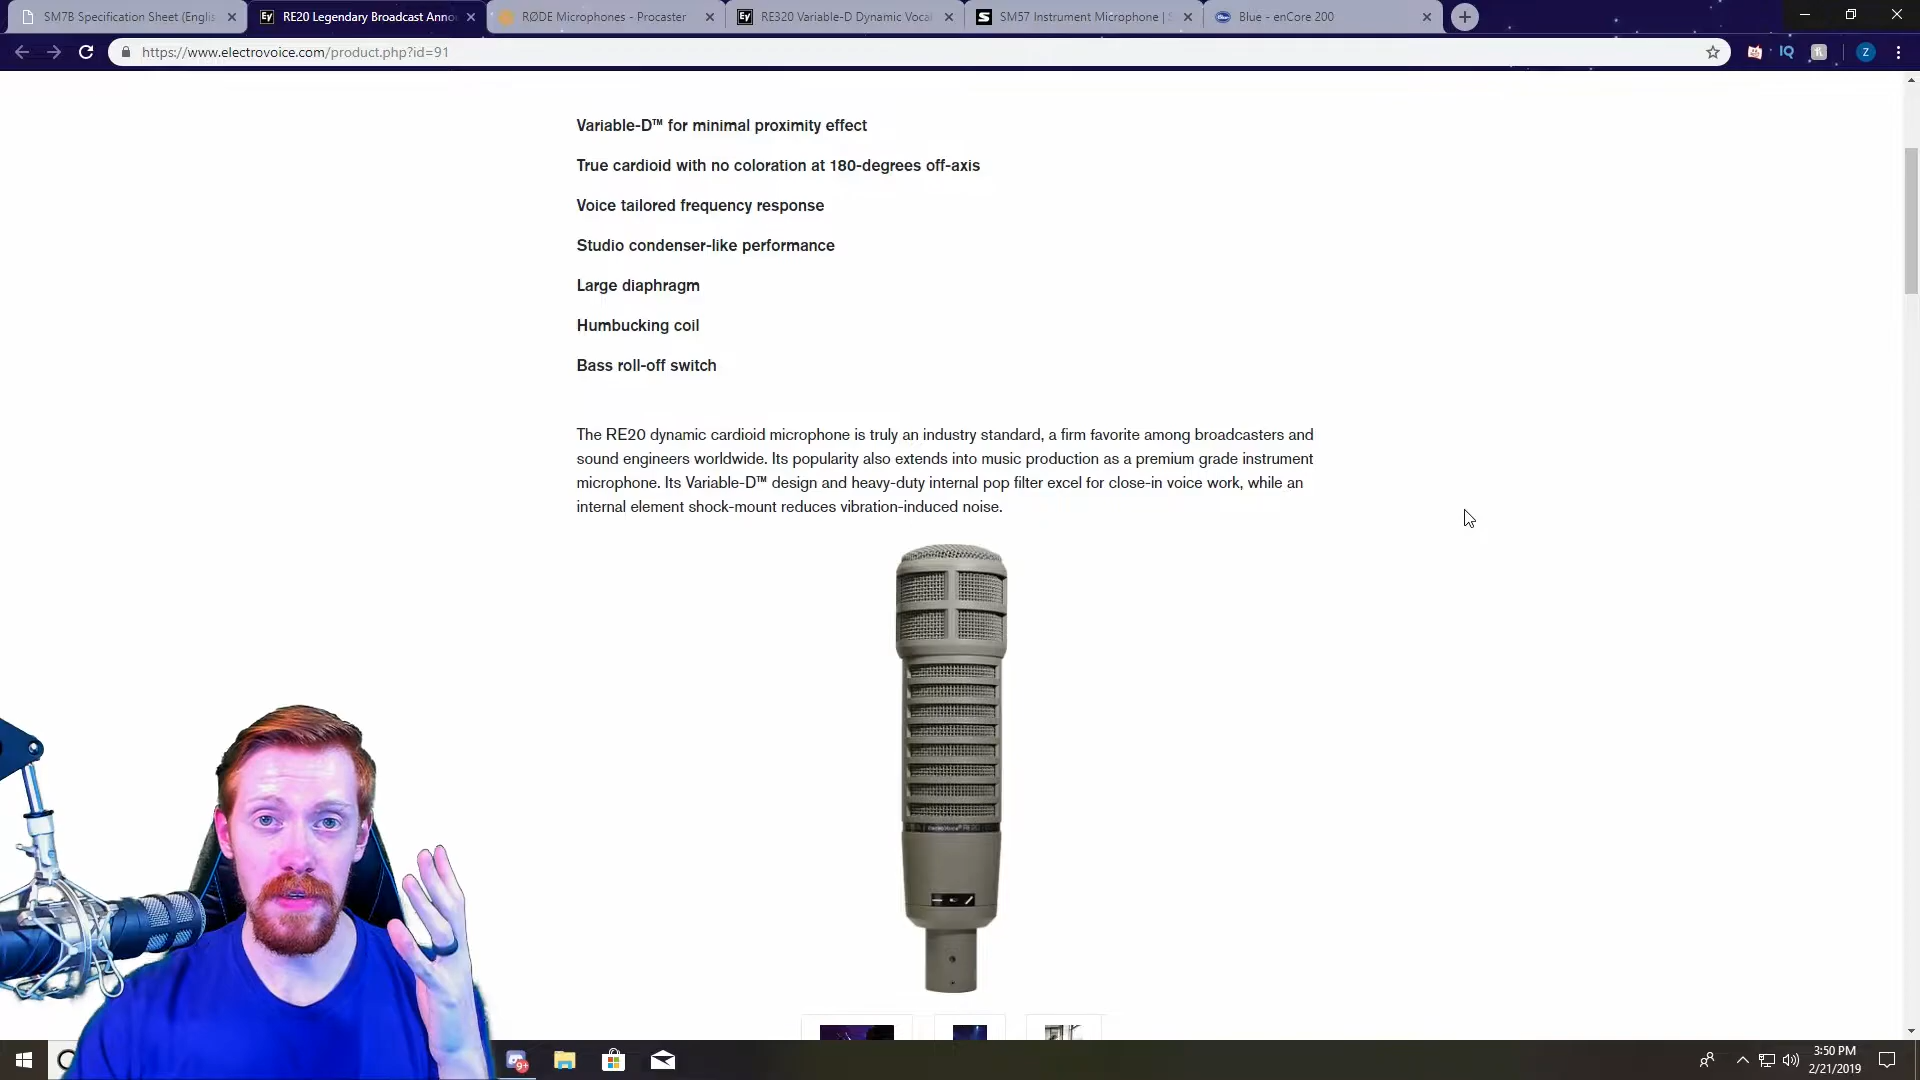 SM7B Specification Sheet (Englis
RE20 Legendary Broadcast Anno
RØDE Microphones - Procaster
RE320 Variable-D Dynamic Vocal
SM57 Instrument Microphone | S
Blue - enCore 200
https://www.electrovoice.com/product.php?id=91
Variable-D™ for minimal proximity effect
True cardioid with no coloration at 180-degrees off-axis
Voice tailored frequency response
Studio condenser-like performance
Large diaphragm
Humbucking coil
Bass roll-off switch
The RE20 dynamic cardioid microphone is truly an industry standard, a firm favorite among broadcasters and
sound engineers worldwide. Its popularity also extends into music production as a premium grade instrument
microphone. Its Variable-D™ design and heavy-duty internal pop filter excel for close-in voice work, while an
internal element shock-mount reduces vibration-induced noise.
3:50 PM
2/21/2019